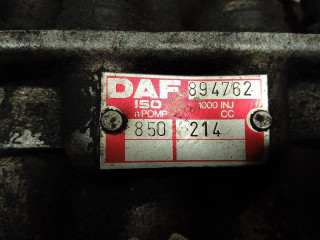 DAF 894762
ISO 1000 INJ
n POMP CC
850 214